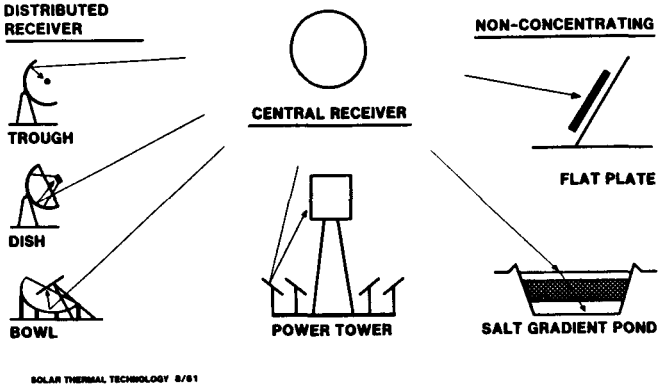 DISTRIBUTED
RECEIVER
TROUGH
DISH
BOWL
CENTRAL RECEIVER
POWER TOWER
NON-CONCENTRATING
FLAT PLATE
SALT GRADIENT POND
SOLAR THERMAL TECHNOLOGY 8/81